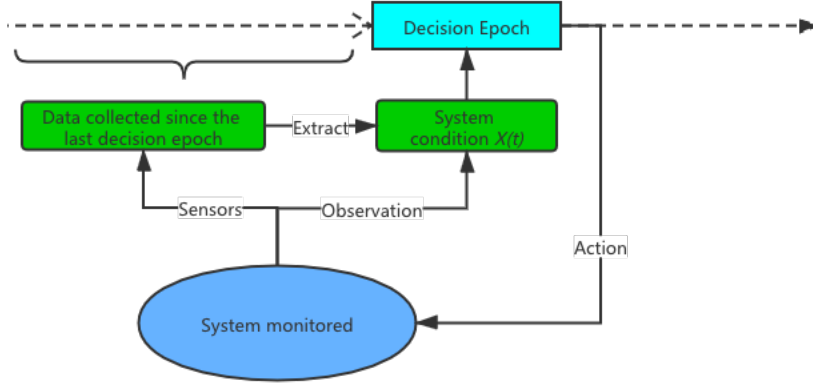 Decision Epoch
Data collected since the
last decision epoch
Extract
System
condition X(t)
Sensors
Observation
Action
System monitored